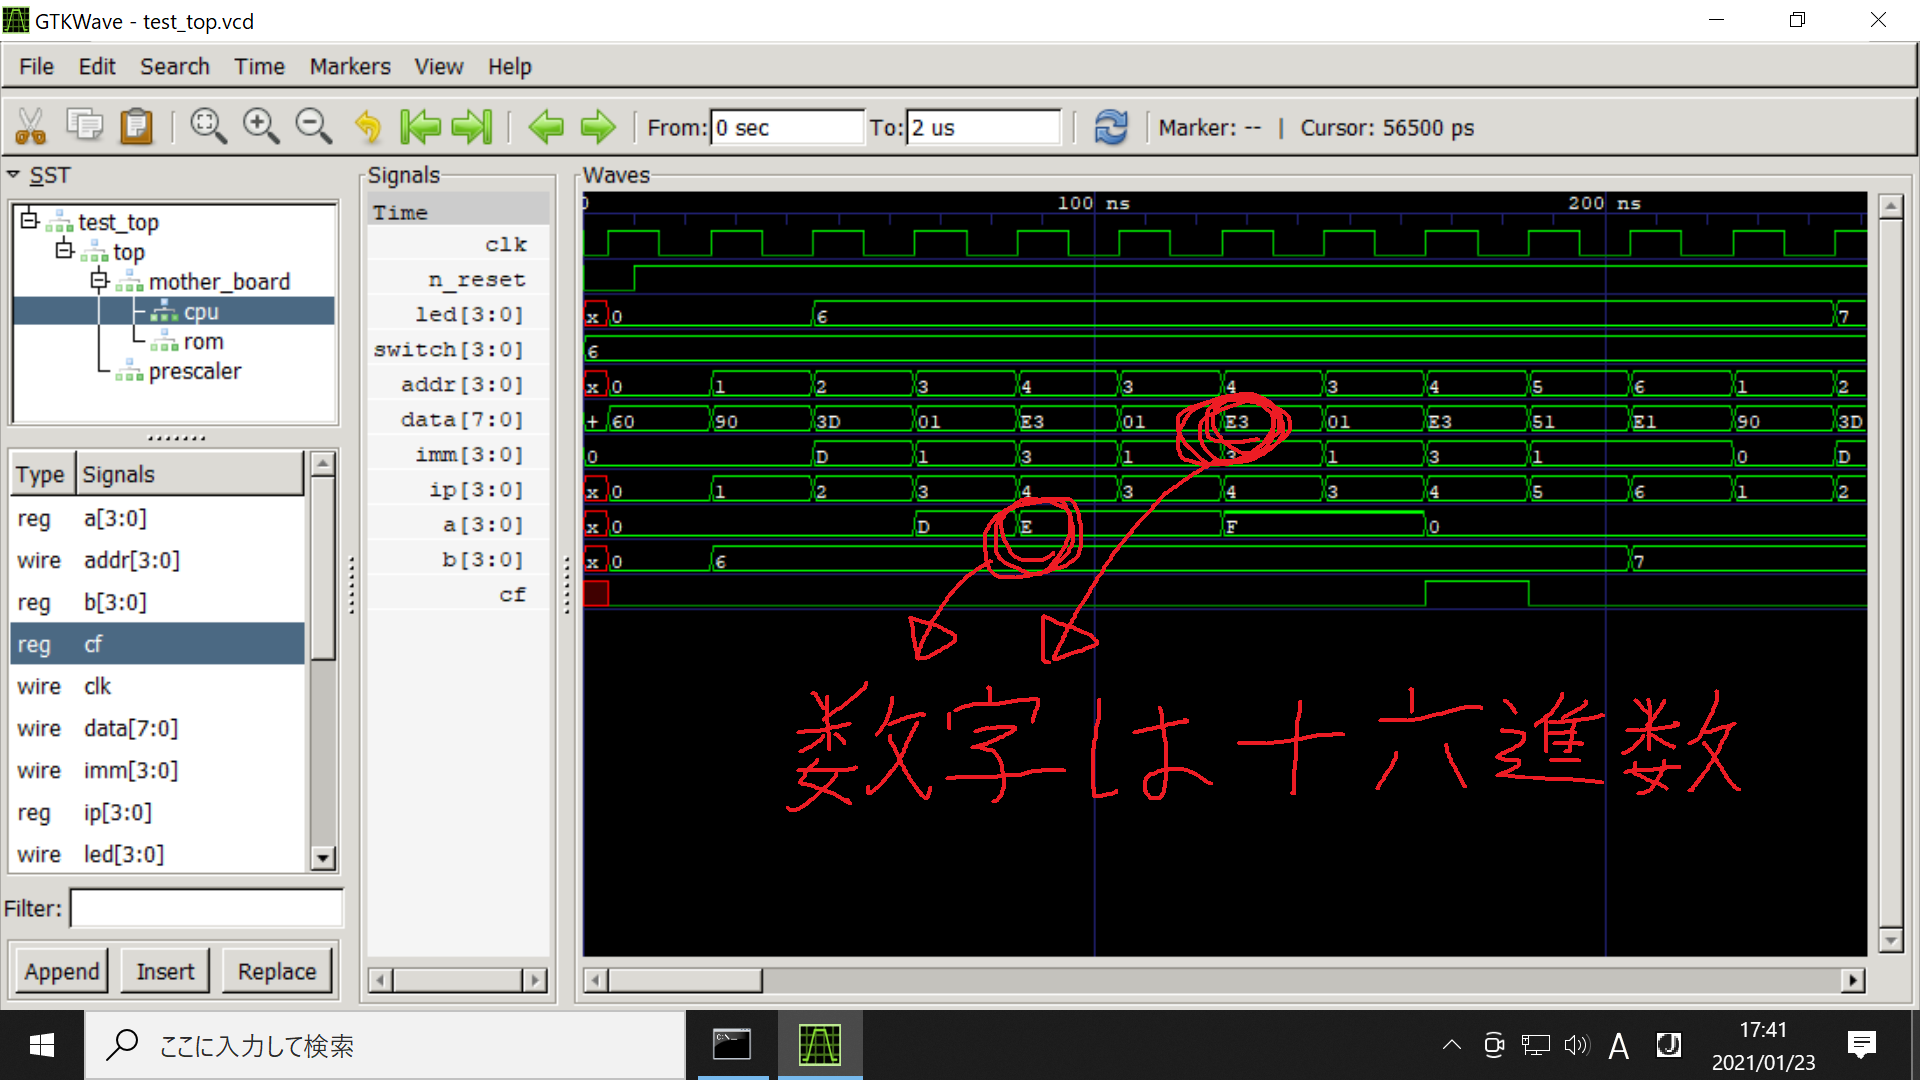 GTKWave - test_top.vcd
File Edit Search Time Markers View Help
From: 0 sec To: 2 us Marker: -- | Cursor: 56500 ps
SST
test_top
top
mother_board
cpu
rom
prescaler
Type Signals
reg a[3:0]
wire addr[3:0]
reg b[3:0]
reg cf
wire clk
wire data[7:0]
wire imm[3:0]
reg ip[3:0]
wire led[3:0]
Filter:
Append Insert Replace
Signals
Time
clk
n_reset
led[3:0]
switch[3:0]
addr[3:0]
data[7:0]
imm[3:0]
ip[3:0]
a[3:0]
b[3:0]
cf
Waves
0 100 ns 200 ns
x 0 6 7
6
x 0 1 2 3 4 3 4 3 4 5 6 1 2
+ 60 90 3D 01 E3 01 E3 01 E3 51 E1 90 3D
0 D 1 3 1 3 1 3 1 0 D
x 0 1 2 3 4 3 4 3 4 5 6 1 2
x 0 D E F 0
x 0 6 7
数字は十六進数
ここに入力して検索
C:\_
A
J
17:41
2021/01/23